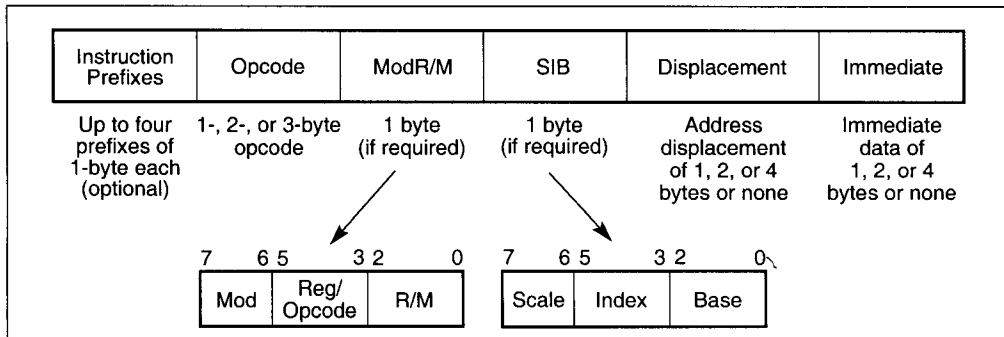 Instruction Prefixes
Opcode
ModR/M
SIB
Displacement
Immediate
Up to four prefixes of 1-byte each (optional)
1-, 2-, or 3-byte opcode
1 byte (if required)
1 byte (if required)
Address displacement of 1, 2, or 4 bytes or none
Immediate data of 1, 2, or 4 bytes or none
7 6 5 3 2 0
Mod
Reg/ Opcode
R/M
7 6 5 3 2 0
Scale
Index
Base